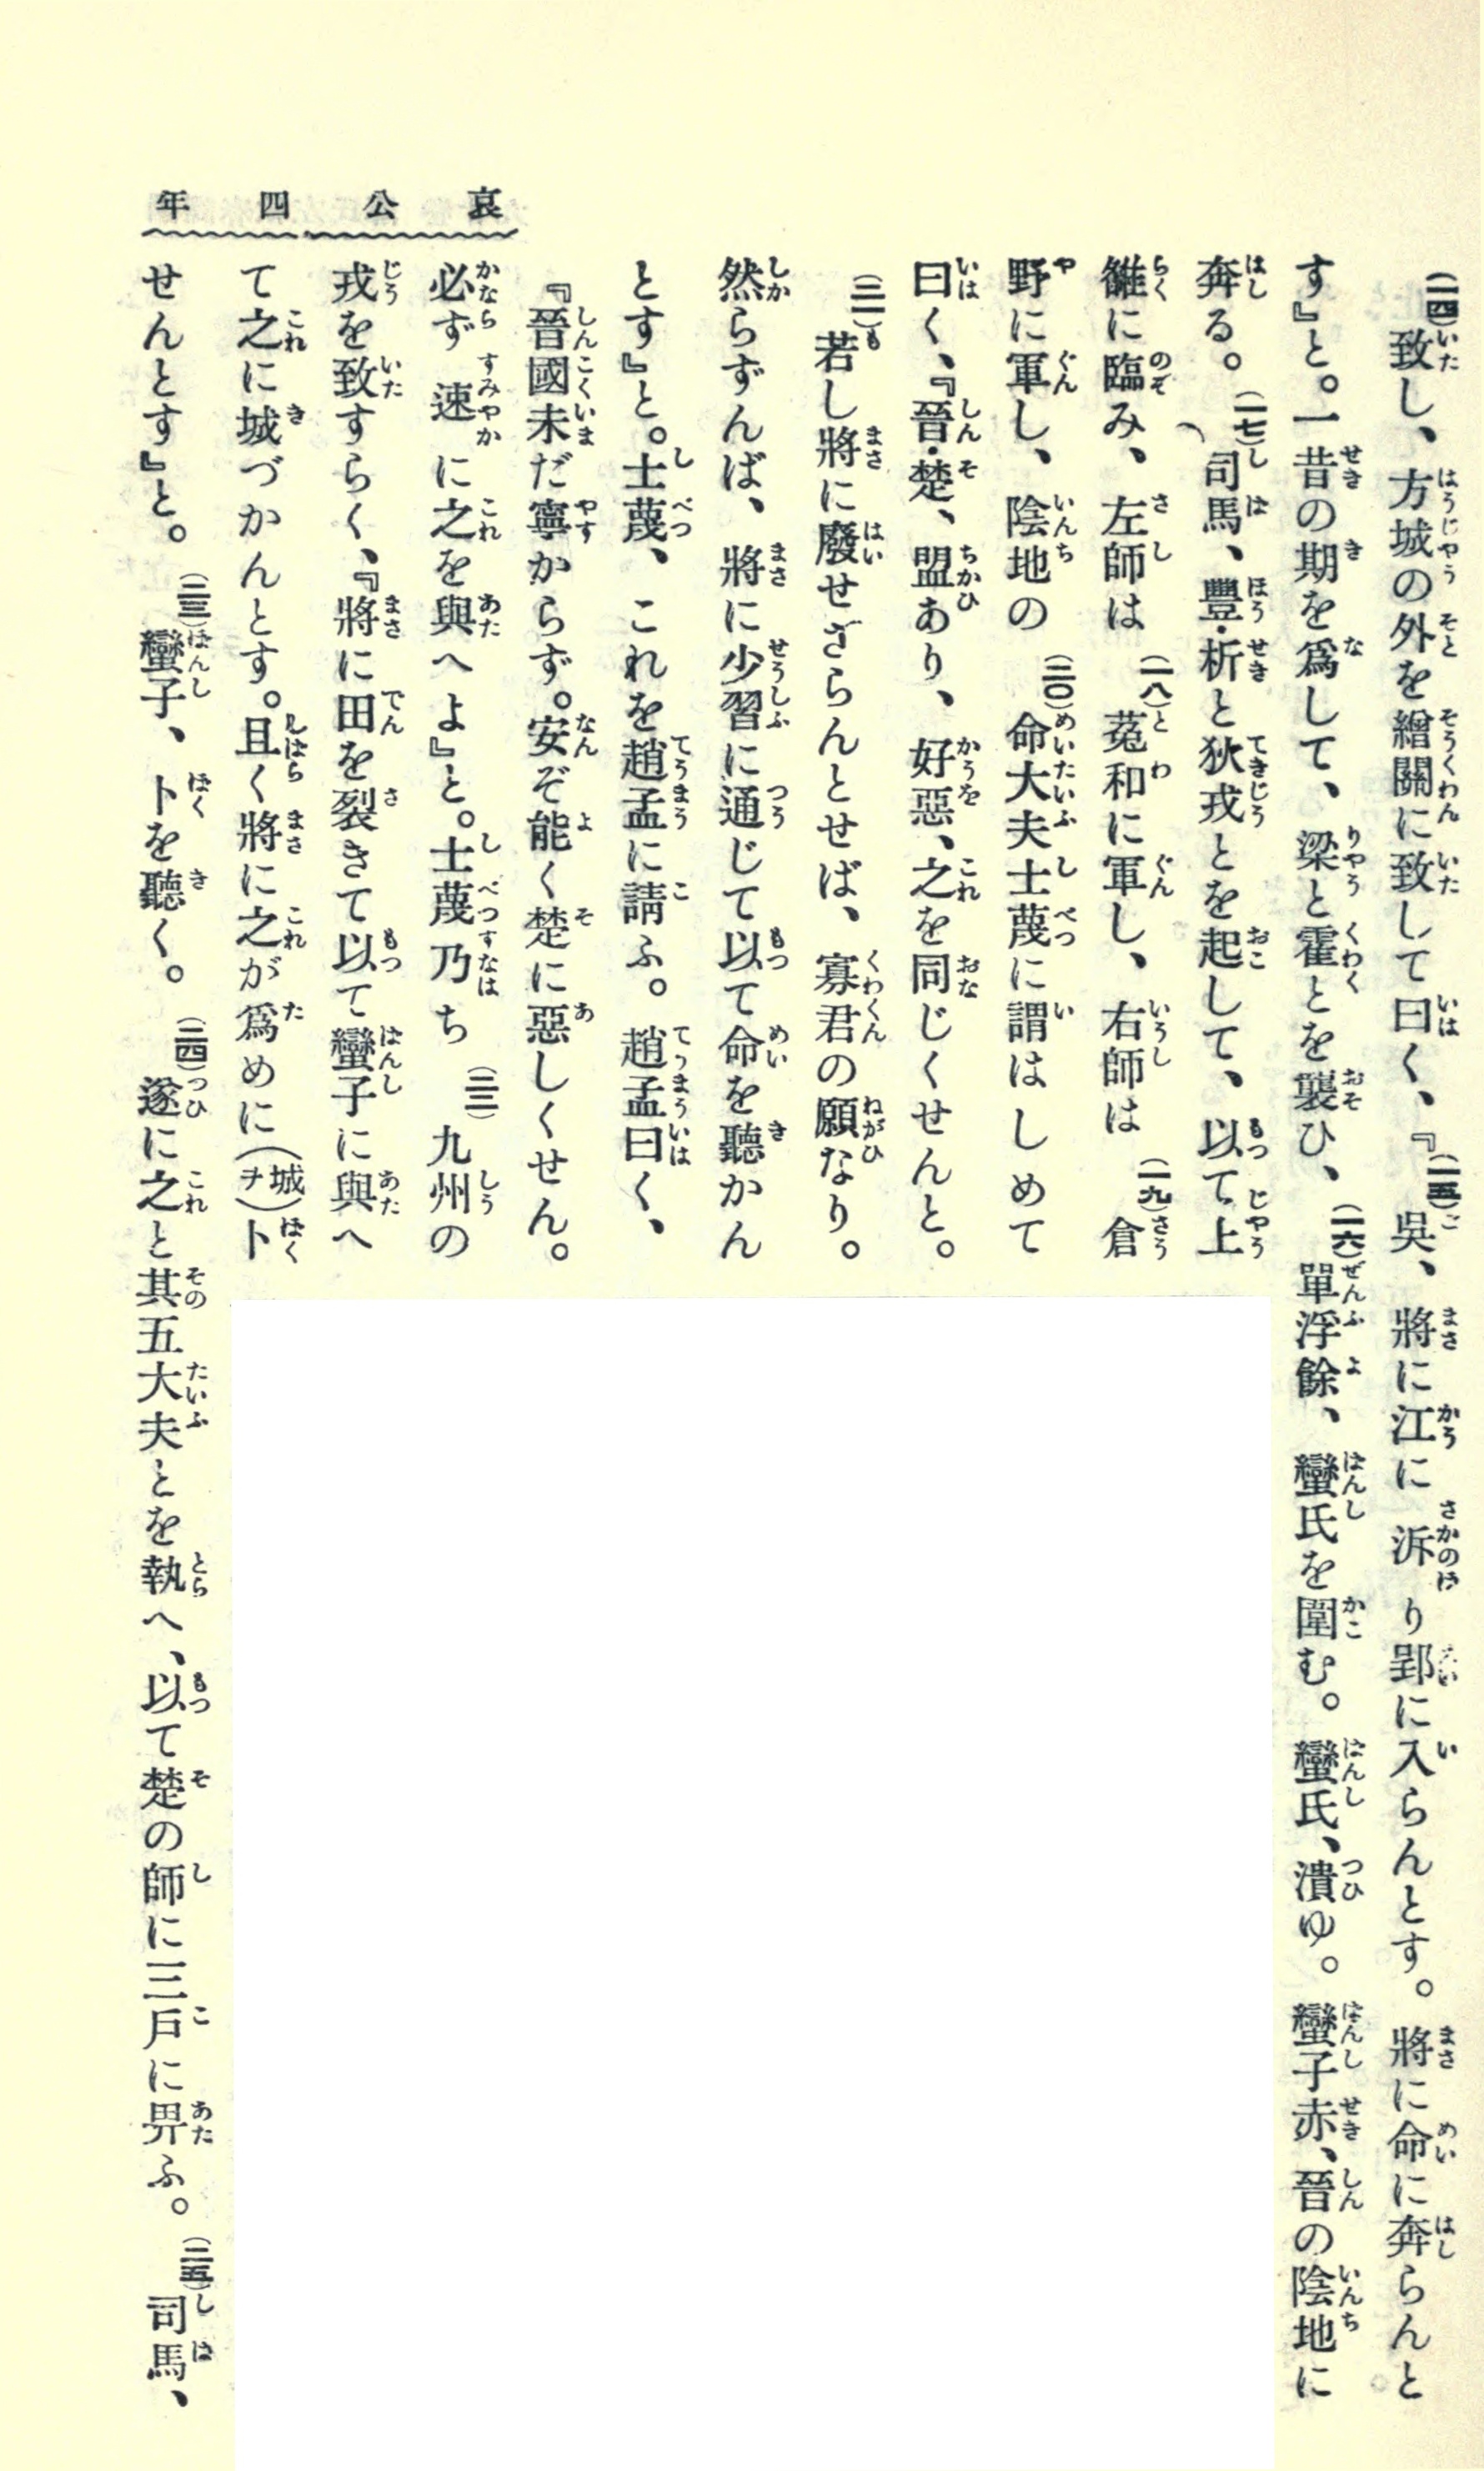 哀公四年
(一四)致し、方城の外を繒關に致して曰く、『(一五)吳、將に江に泝り郢に入らんとす。將に命に奔らんと
す』と。一昔の期を爲して、梁と霍とを襲ひ、(一六)單浮餘、蠻氏を圍む。蠻氏、潰ゆ。蠻子赤、晉の陰地に
奔る。(一七)司馬、豐・析と狄戎とを起して、以て上
雒に臨み、左師は(一八)菟和に軍し、右師は(一九)倉
野に軍し、陰地の(二〇)命大夫士蔑に謂はしめて
曰く、『晉・楚、盟あり、好惡、之を同じくせんと。
(二一)若し將に廢せざらんとせば、寡君の願なり。
然らずんば、將に少習に通じて以て命を聽かん
とす』と。士蔑、これを趙孟に請ふ。趙孟曰く、
『晉國未だ寧からず。安ぞ能く楚に惡しくせん。
必ず速に之を與へよ』と。士蔑乃ち(二二)九州の
戎を致すらく、『將に田を裂きて以て蠻子に與へ
て之に城づかんとす。且く將に之が爲めに(城ヲ)卜
せんとす』と。(二三)蠻子、卜を聽く。(二四)遂に之と其五大夫とを執へ、以て楚の師に三戶に畀ふ。(二五)司馬、